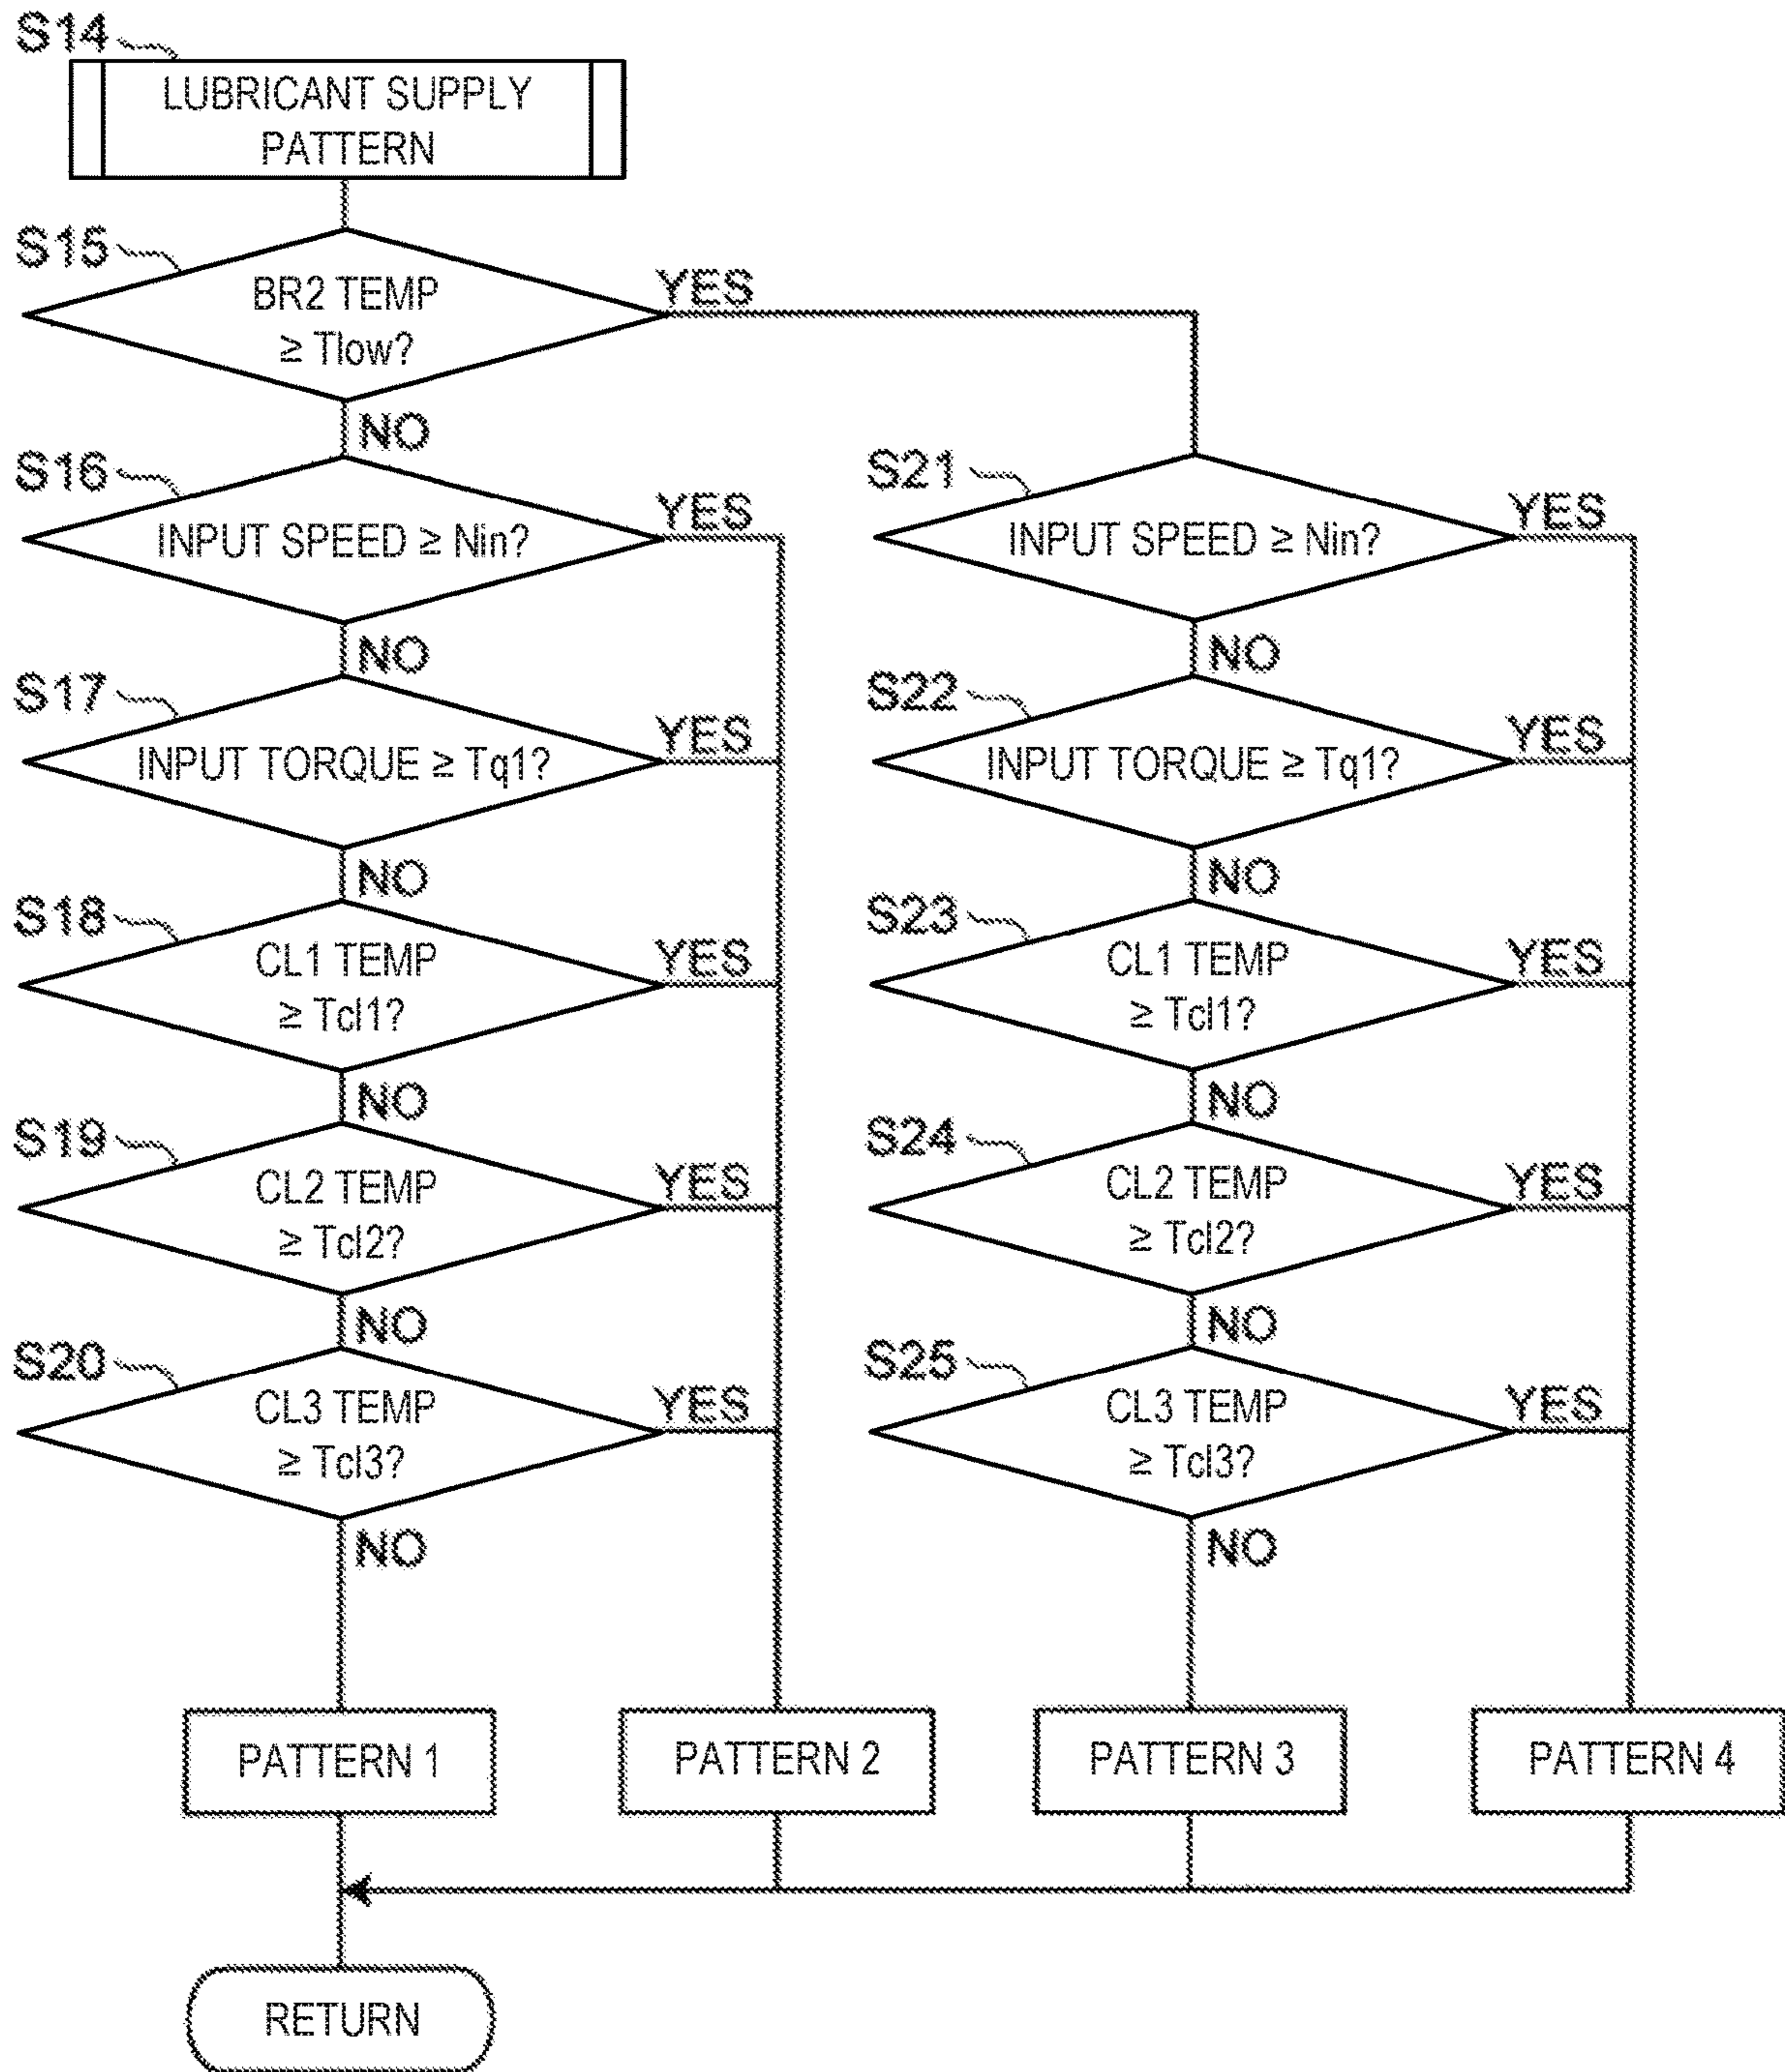 S14
LUBRICANT SUPPLY
PATTERN
S15
BR2 TEMP
≥ Tlow?
YES
NO
S16
INPUT SPEED ≥ Nin?
YES
NO
S21
INPUT SPEED ≥ Nin?
YES
NO
S17
INPUT TORQUE ≥ Tq1?
YES
NO
S22
INPUT TORQUE ≥ Tq1?
YES
NO
S18
CL1 TEMP
≥ Tcl1?
YES
NO
S23
CL1 TEMP
≥ Tcl1?
YES
NO
S19
CL2 TEMP
≥ Tcl2?
YES
NO
S24
CL2 TEMP
≥ Tcl2?
YES
NO
S20
CL3 TEMP
≥ Tcl3?
YES
NO
S25
CL3 TEMP
≥ Tcl3?
YES
NO
PATTERN 1
PATTERN 2
PATTERN 3
PATTERN 4
RETURN